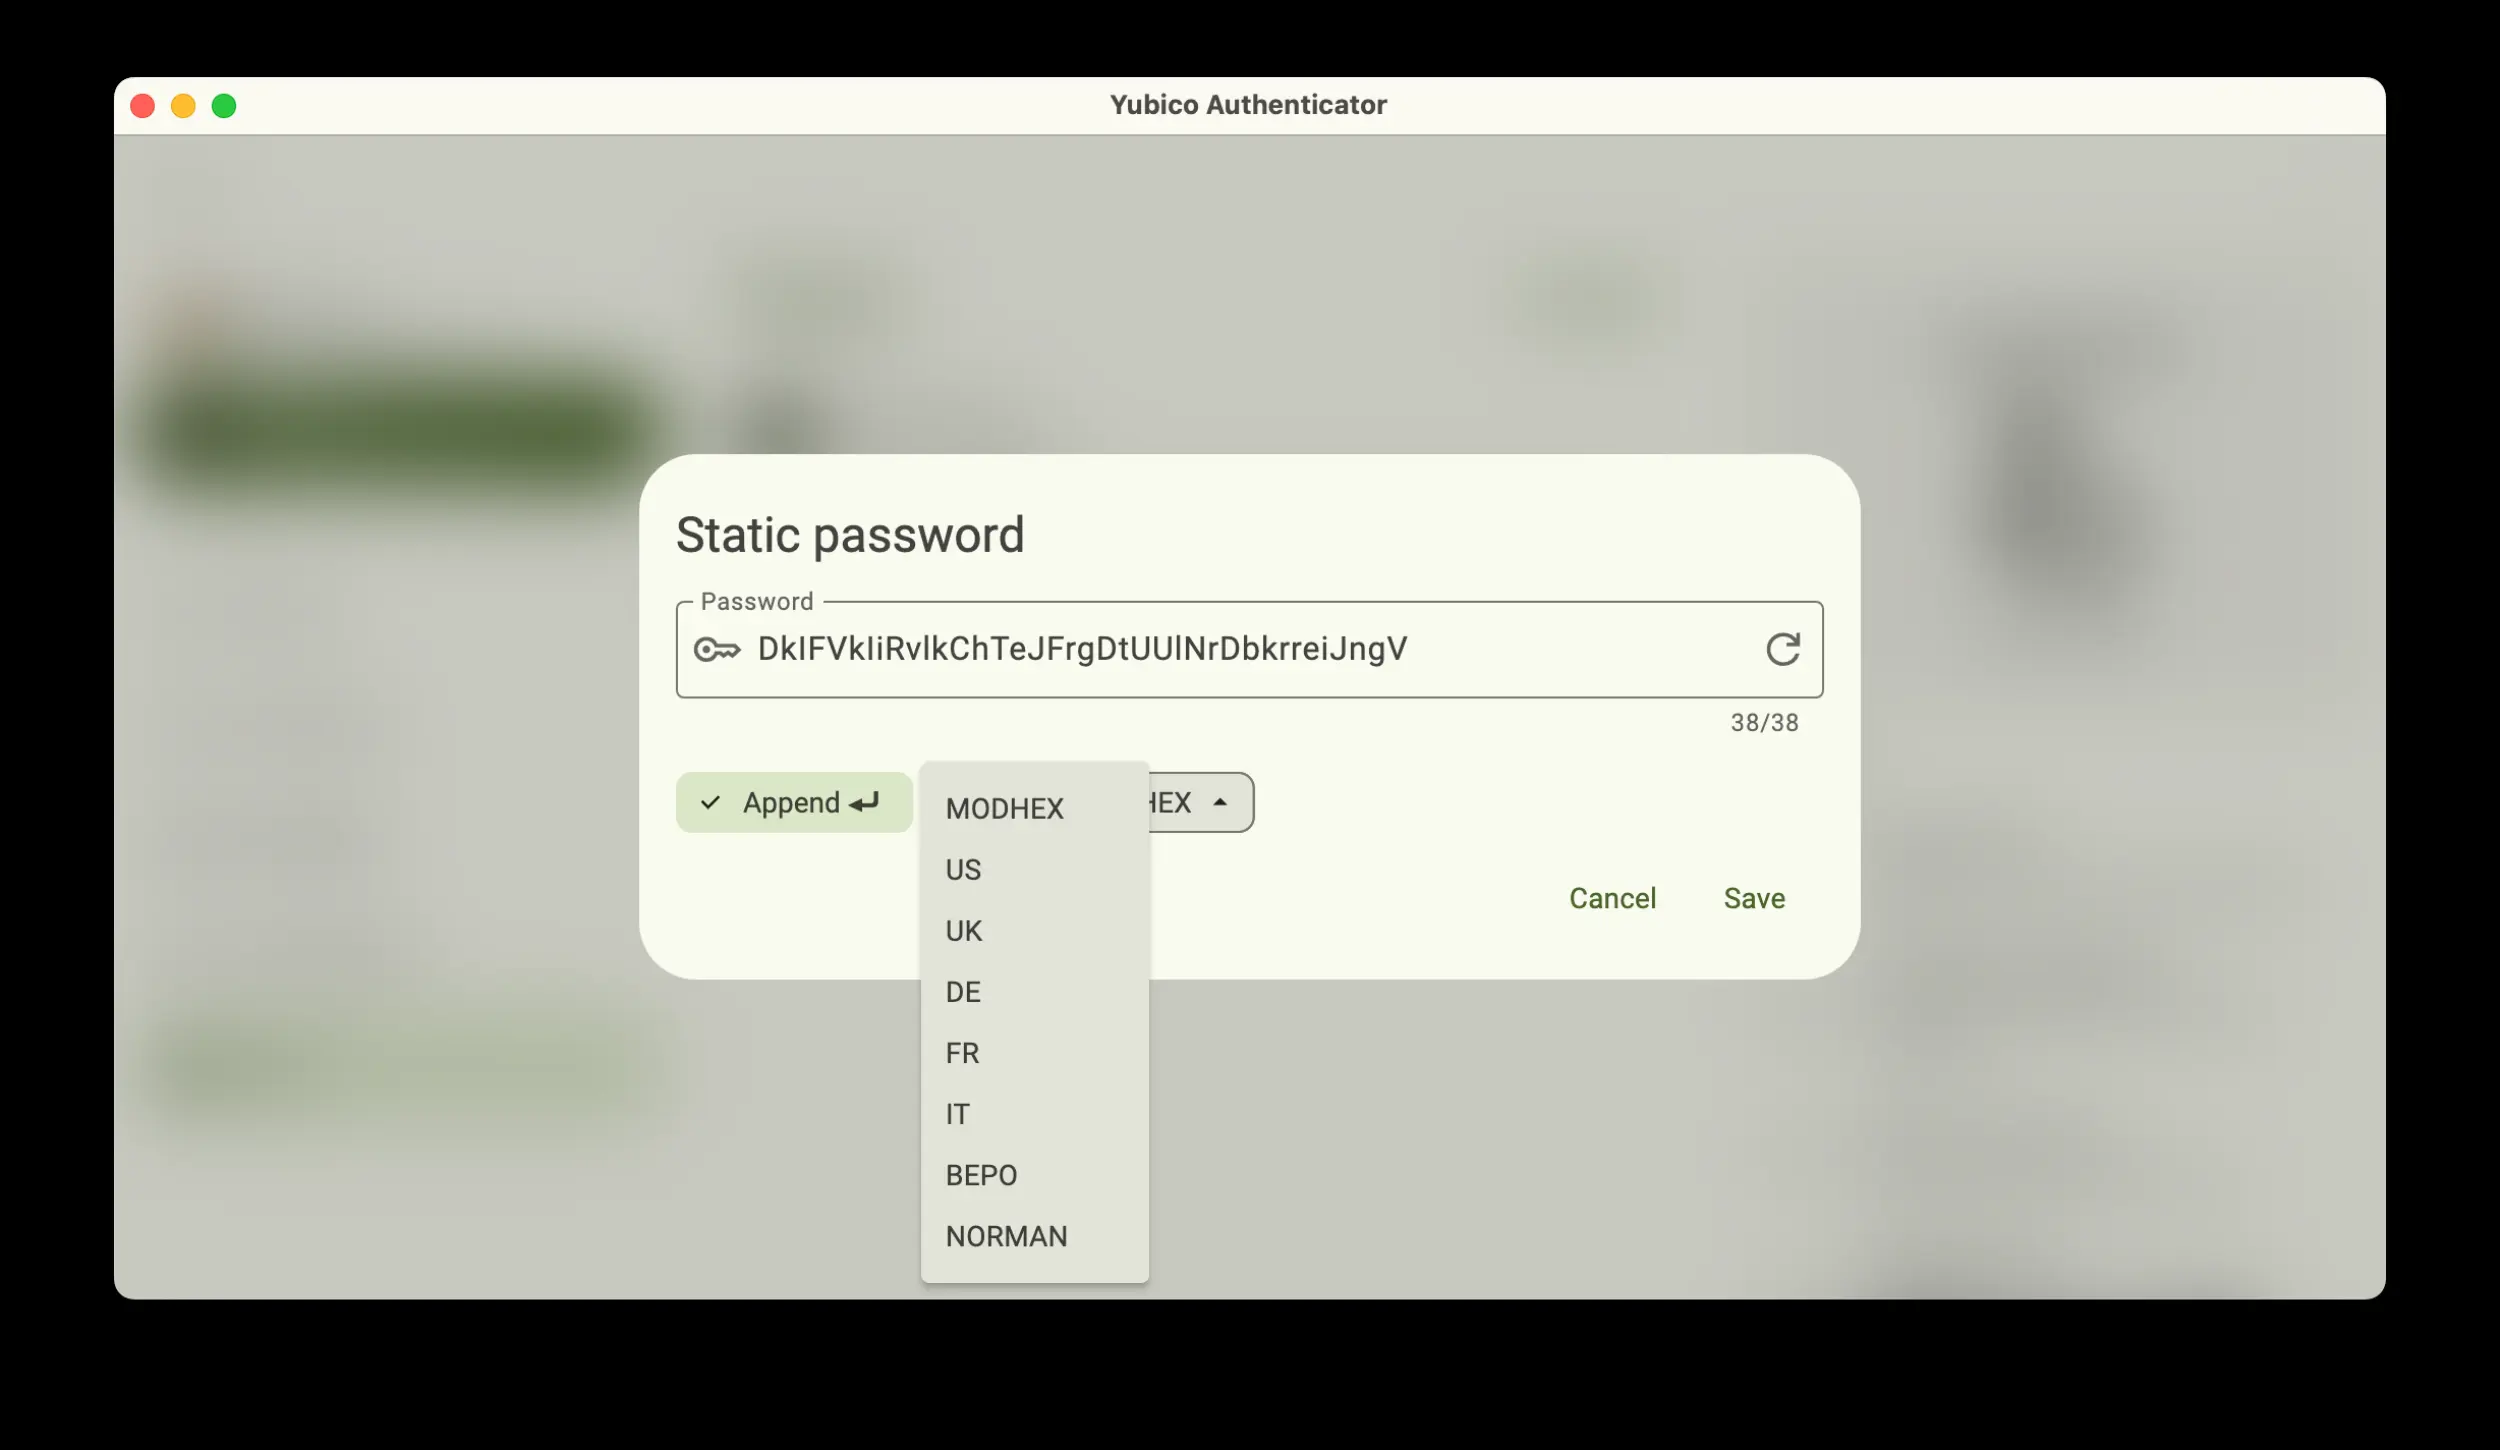 Yubico Authenticator
Static password
Password
DkIFVkIiRvlkChTeJFrgDtUUlNrDbkrreiJngV
38/38
Append
HEX
MODHEX
US
UK
DE
FR
IT
BEPO
NORMAN
Cancel
Save